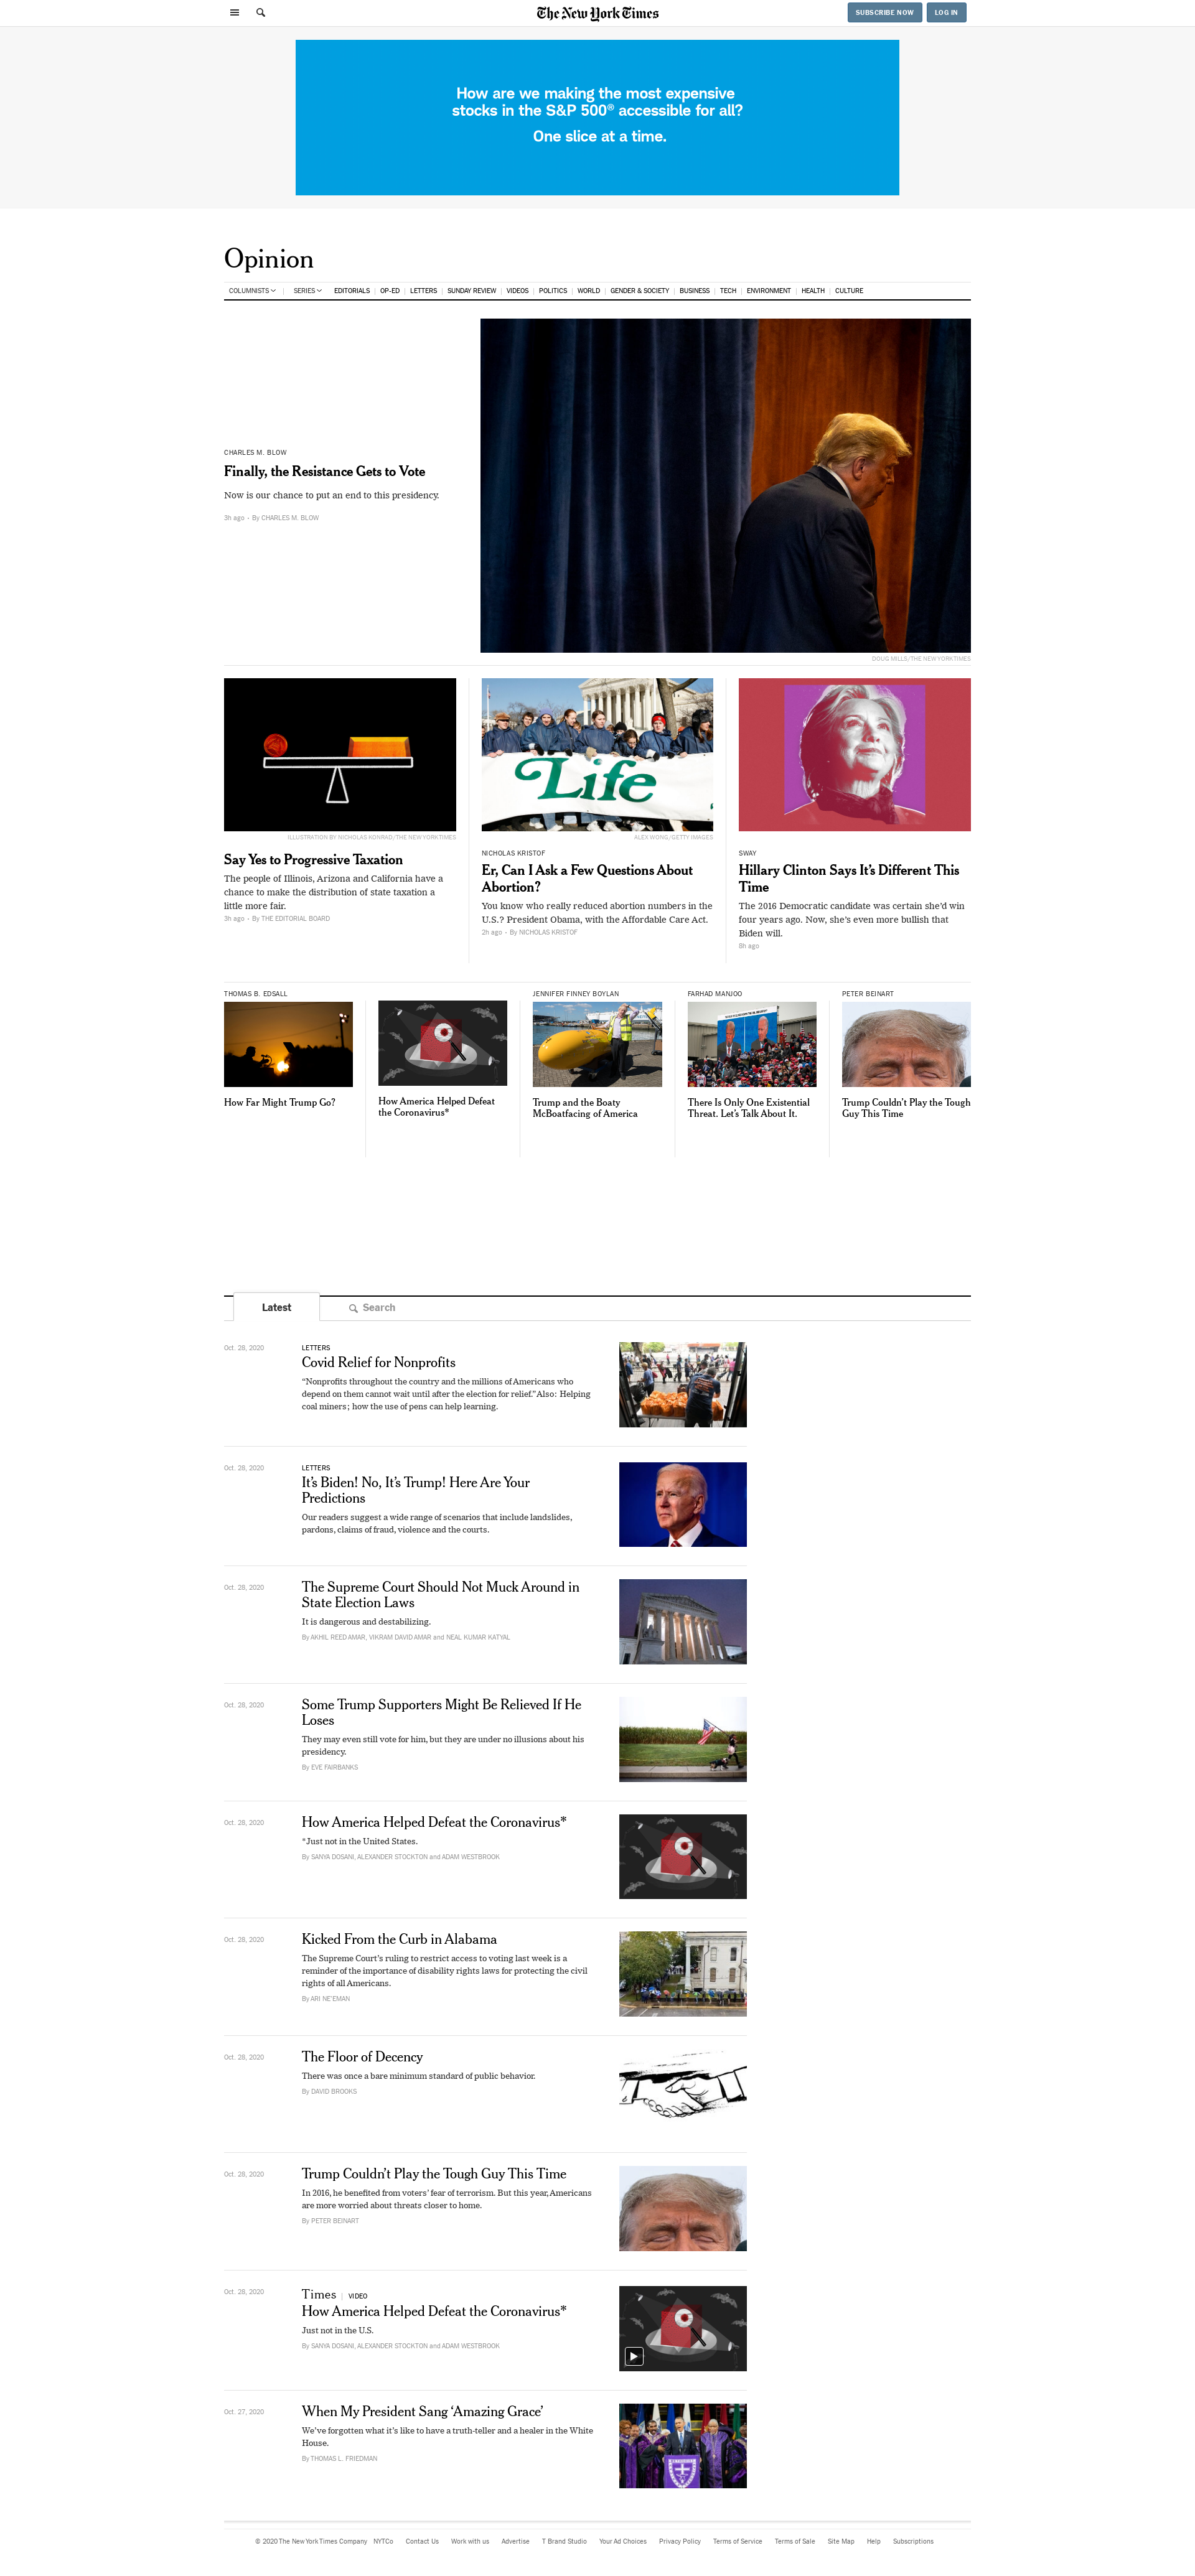 The New York Times
SUBSCRIBE NOW
LOG IN
How are we making the most expensive
stocks in the S&P 500® accessible for all?
One slice at a time.
Opinion
COLUMNISTS | SERIES EDITORIALS | OP-ED | LETTERS | SUNDAY REVIEW | VIDEOS | POLITICS | WORLD | GENDER & SOCIETY | BUSINESS | TECH | ENVIRONMENT | HEALTH | CULTURE
CHARLES M. BLOW
Finally, the Resistance Gets to Vote
Now is our chance to put an end to this presidency.
3h ago · By CHARLES M. BLOW
DOUG MILLS/THE NEW YORK TIMES
ILLUSTRATION BY NICHOLAS KONRAD/THE NEW YORK TIMES
Say Yes to Progressive Taxation
The people of Illinois, Arizona and California have a
chance to make the distribution of state taxation a
little more fair.
3h ago · By THE EDITORIAL BOARD
Life
ALEX WONG/GETTY IMAGES
NICHOLAS KRISTOF
Er, Can I Ask a Few Questions About
Abortion?
You know who really reduced abortion numbers in the
U.S.? President Obama, with the Affordable Care Act.
2h ago · By NICHOLAS KRISTOF
SWAY
Hillary Clinton Says It’s Different This
Time
The 2016 Democratic candidate was certain she’d win
four years ago. Now, she’s even more bullish that
Biden will.
8h ago
THOMAS B. EDSALL
How Far Might Trump Go?
How America Helped Defeat
the Coronavirus*
JENNIFER FINNEY BOYLAN
Trump and the Boaty
McBoatfacing of America
FARHAD MANJOO
There Is Only One Existential
Threat. Let’s Talk About It.
PETER BEINART
Trump Couldn’t Play the Tough
Guy This Time
Latest
Search
Oct. 28, 2020
LETTERS
Covid Relief for Nonprofits
“Nonprofits throughout the country and the millions of Americans who
depend on them cannot wait until after the election for relief.” Also: Helping
coal miners; how the use of pens can help learning.
Oct. 28, 2020
LETTERS
It’s Biden! No, It’s Trump! Here Are Your
Predictions
Our readers suggest a wide range of scenarios that include landslides,
pardons, claims of fraud, violence and the courts.
Oct. 28, 2020
The Supreme Court Should Not Muck Around in
State Election Laws
It is dangerous and destabilizing.
By AKHIL REED AMAR, VIKRAM DAVID AMAR and NEAL KUMAR KATYAL
Oct. 28, 2020
Some Trump Supporters Might Be Relieved If He
Loses
They may even still vote for him, but they are under no illusions about his
presidency.
By EVE FAIRBANKS
Oct. 28, 2020
How America Helped Defeat the Coronavirus*
*Just not in the United States.
By SANYA DOSANI, ALEXANDER STOCKTON and ADAM WESTBROOK
Oct. 28, 2020
Kicked From the Curb in Alabama
The Supreme Court’s ruling to restrict access to voting last week is a
reminder of the importance of disability rights laws for protecting the civil
rights of all Americans.
By ARI NE’EMAN
Oct. 28, 2020
The Floor of Decency
There was once a bare minimum standard of public behavior.
By DAVID BROOKS
Oct. 28, 2020
Trump Couldn’t Play the Tough Guy This Time
In 2016, he benefited from voters’ fear of terrorism. But this year, Americans
are more worried about threats closer to home.
By PETER BEINART
Oct. 28, 2020
Times | VIDEO
How America Helped Defeat the Coronavirus*
Just not in the U.S.
By SANYA DOSANI, ALEXANDER STOCKTON and ADAM WESTBROOK
Oct. 27, 2020
When My President Sang ‘Amazing Grace’
We’ve forgotten what it’s like to have a truth-teller and a healer in the White
House.
By THOMAS L. FRIEDMAN
© 2020 The New York Times Company NYTCo Contact Us Work with us Advertise T Brand Studio Your Ad Choices Privacy Policy Terms of Service Terms of Sale Site Map Help Subscriptions